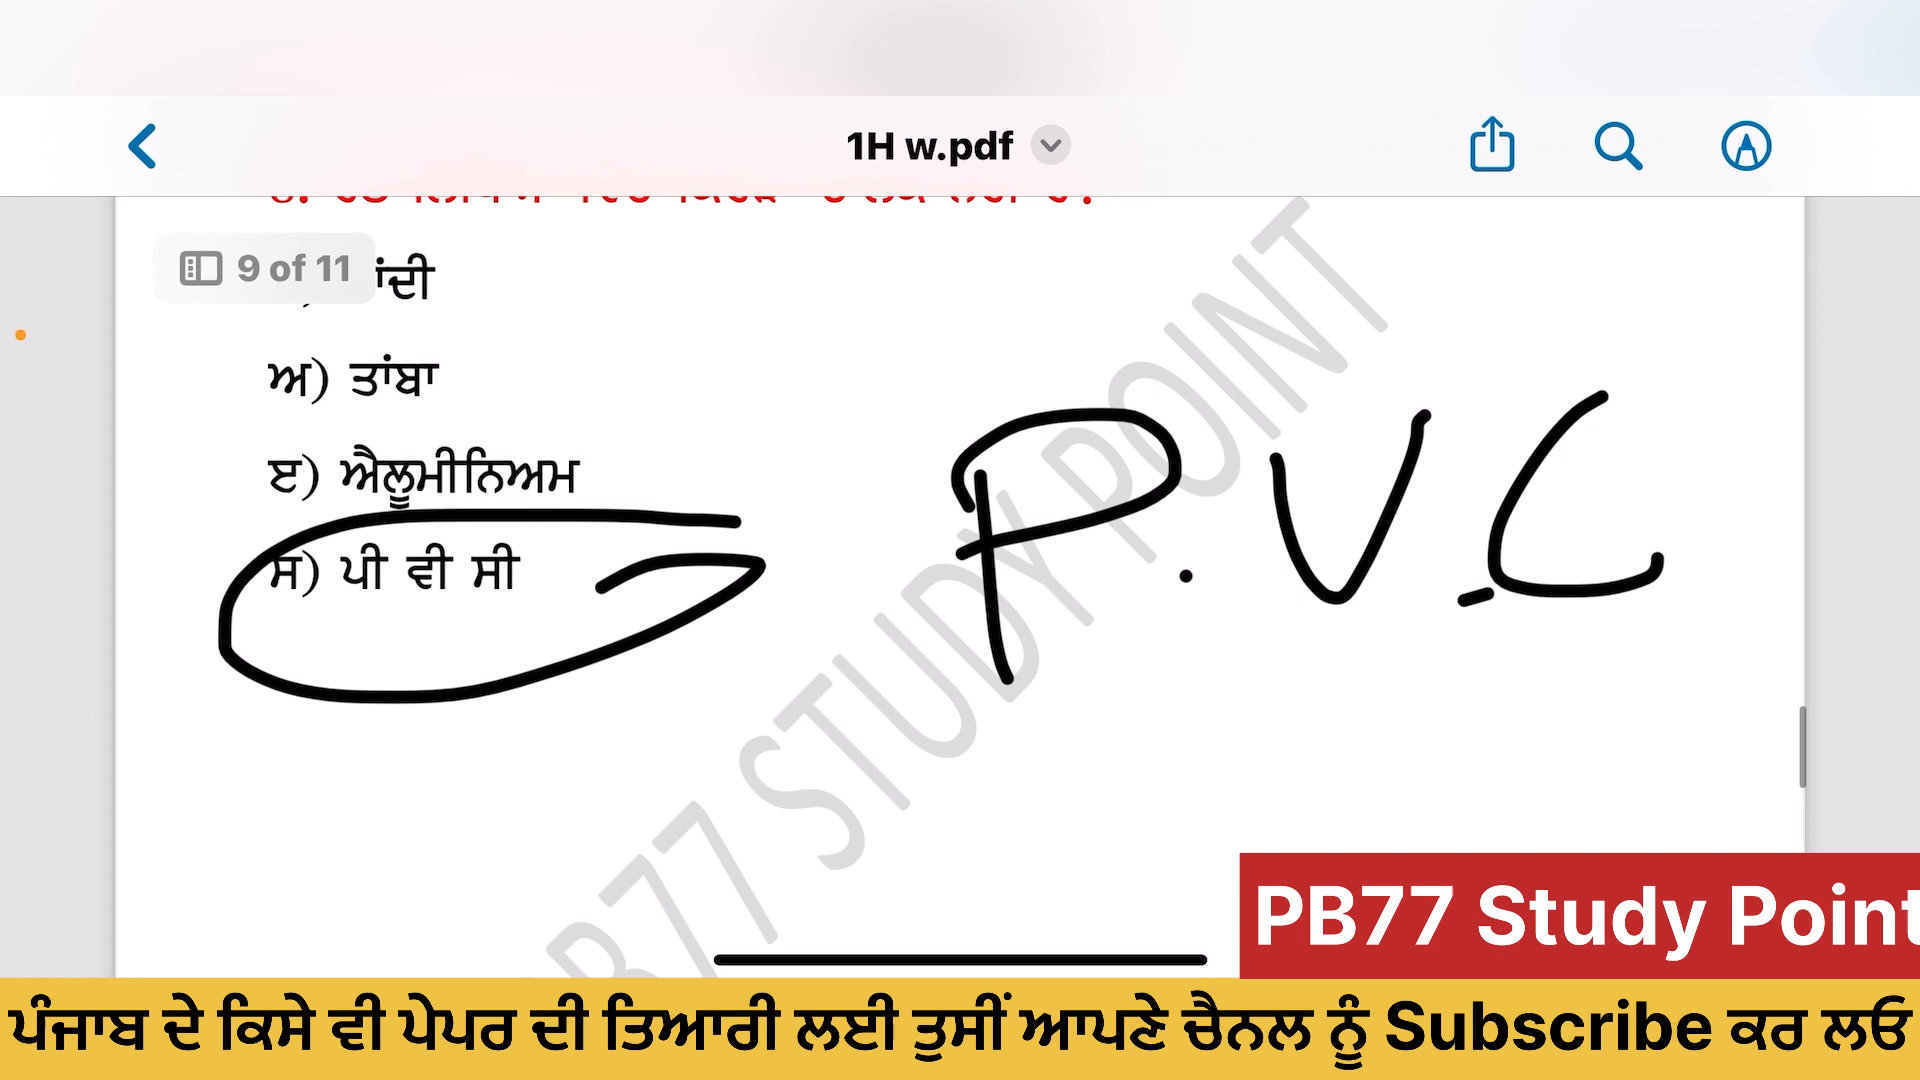 1H w.pdf
9 of 11
ਾਂਦੀ
ਅ) ਤਾਂਬਾ
ੲ) ਐਲੂਮੀਨਿਅਮ
ਸ) ਪੀ ਵੀ ਸੀ
P.V.C
B77 STUDY POINT
PB77 Study Point
ਪੰਜਾਬ ਦੇ ਕਿਸੇ ਵੀ ਪੇਪਰ ਦੀ ਤਿਆਰੀ ਲਈ ਤੁਸੀਂ ਆਪਣੇ ਚੈਨਲ ਨੂੰ Subscribe ਕਰ ਲਓ